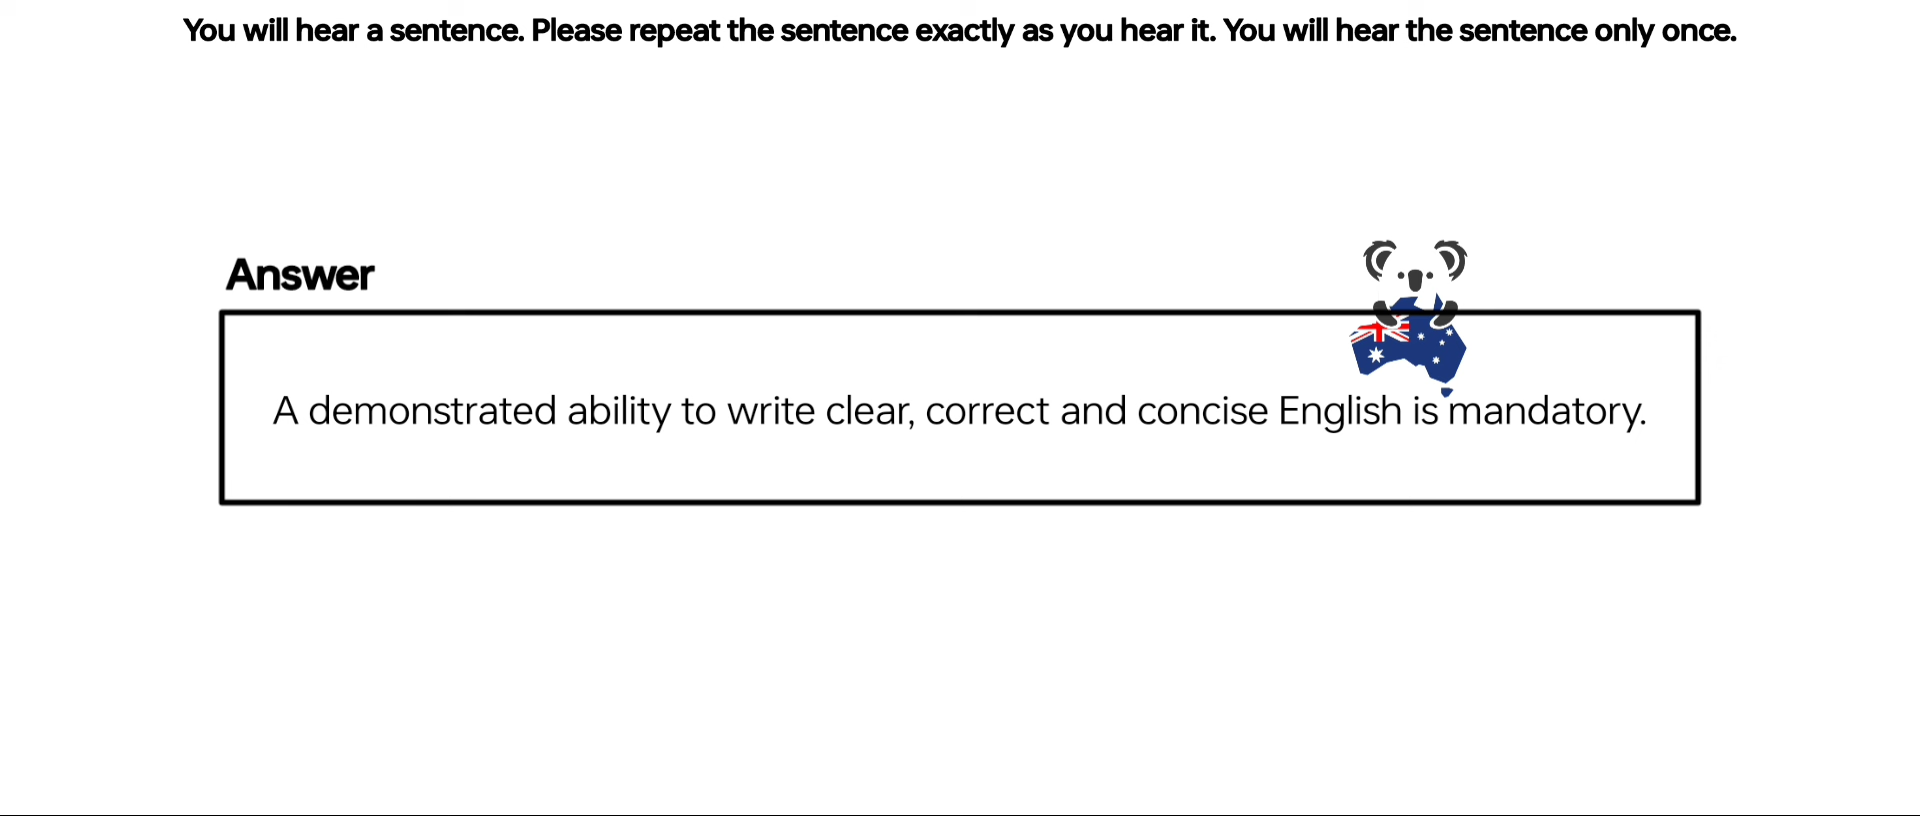 You will hear a sentence. Please repeat the sentence exactly as you hear it. You will hear the sentence only once.
Answer
A demonstrated ability to write clear, correct and concise English is mandatory.